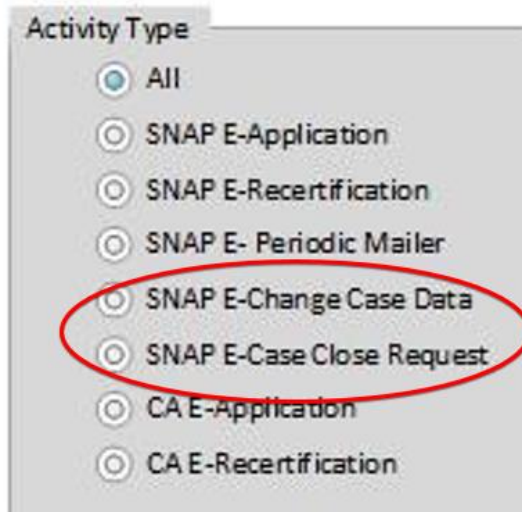 Activity Type
All
SNAP E-Application
SNAP E-Recertification
SNAP E- Periodic Mailer
SNAP E-Change Case Data
SNAP E-Case Close Request
CA E-Application
CA E-Recertification